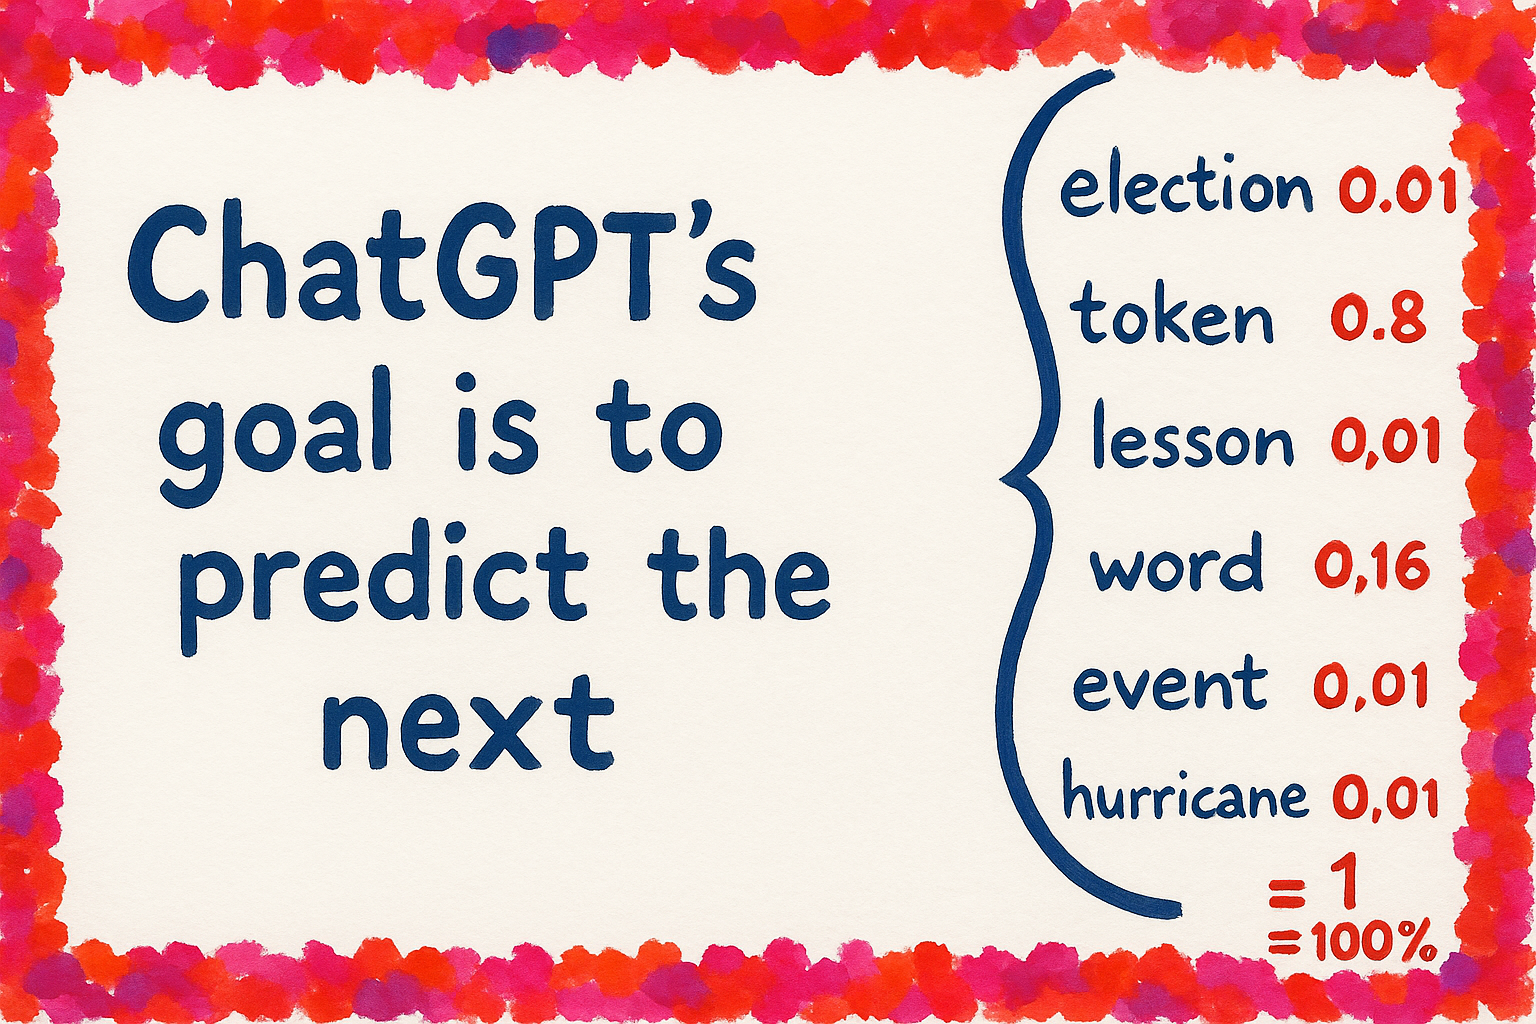 ChatGPT's
goal is to
predict the
next
election 0.01
token 0.8
lesson 0,01
word 0,16
event 0,01
hurricane 0,01
= 1
= 100%